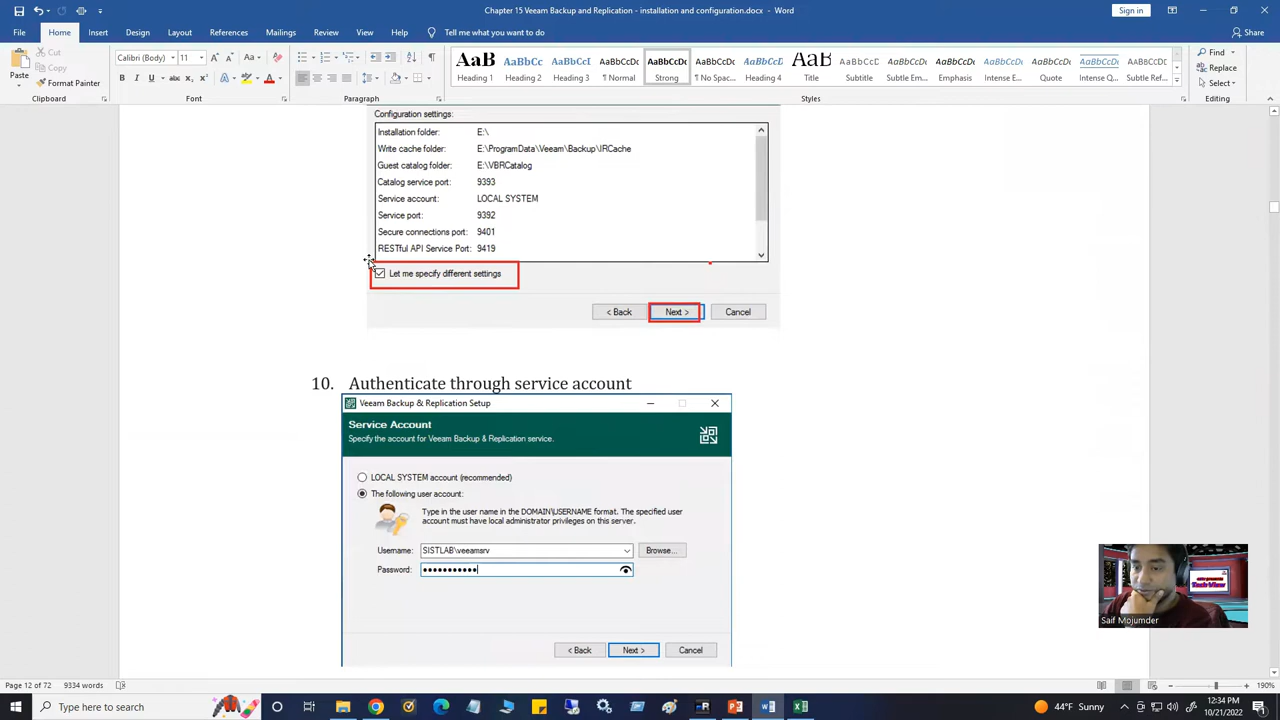 Chapter 15 Veeam Backup and Replication - installation and configuration.docx - Word
Sign in
File Home Insert Design Layout References Mailings Review View Help Tell me what you want to do
Share
Paste
Cut
Copy
Format Painter
Clipboard
Calibri (Body) 11
Font
Paragraph
AaB AaBbCc AaBbCc AaBbCcDc AaBbCcDc AaBbCcDc AaBbCcD AaB AaBbCcD AaBbCcDc AaBbCcDc AaBbCcDc AaBbCcDc AaBbCcDc AaBbCcDc
Heading 1 Heading 2 Heading 3 ¶ Normal Strong ¶ No Spac... Heading 4 Title Subtitle Subtle Em... Emphasis Intense E... Quote Intense Q... Subtle Ref...
Styles
Find
Replace
Select
Editing
Configuration settings:
Installation folder: E:\
Write cache folder: E:\ProgramData\Veeam\Backup\IRCache
Guest catalog folder: E:\VBRCatalog
Catalog service port: 9393
Service account: LOCAL SYSTEM
Service port: 9392
Secure connections port: 9401
RESTful API Service Port: 9419
Let me specify different settings
< Back Next > Cancel
10. Authenticate through service account
Veeam Backup & Replication Setup
Service Account
Specify the account for Veeam Backup & Replication service.
LOCAL SYSTEM account (recommended)
The following user account:
Type in the user name in the DOMAIN\USERNAME format. The specified user
account must have local administrator privileges on this server.
Username: SISTLAB\veeamsrv Browse...
Password: •••••••••••
< Back Next > Cancel
Saif Mojumder
Page 12 of 72 9334 words
190%
Type here to search
44°F Sunny
12:34 PM
10/21/2022